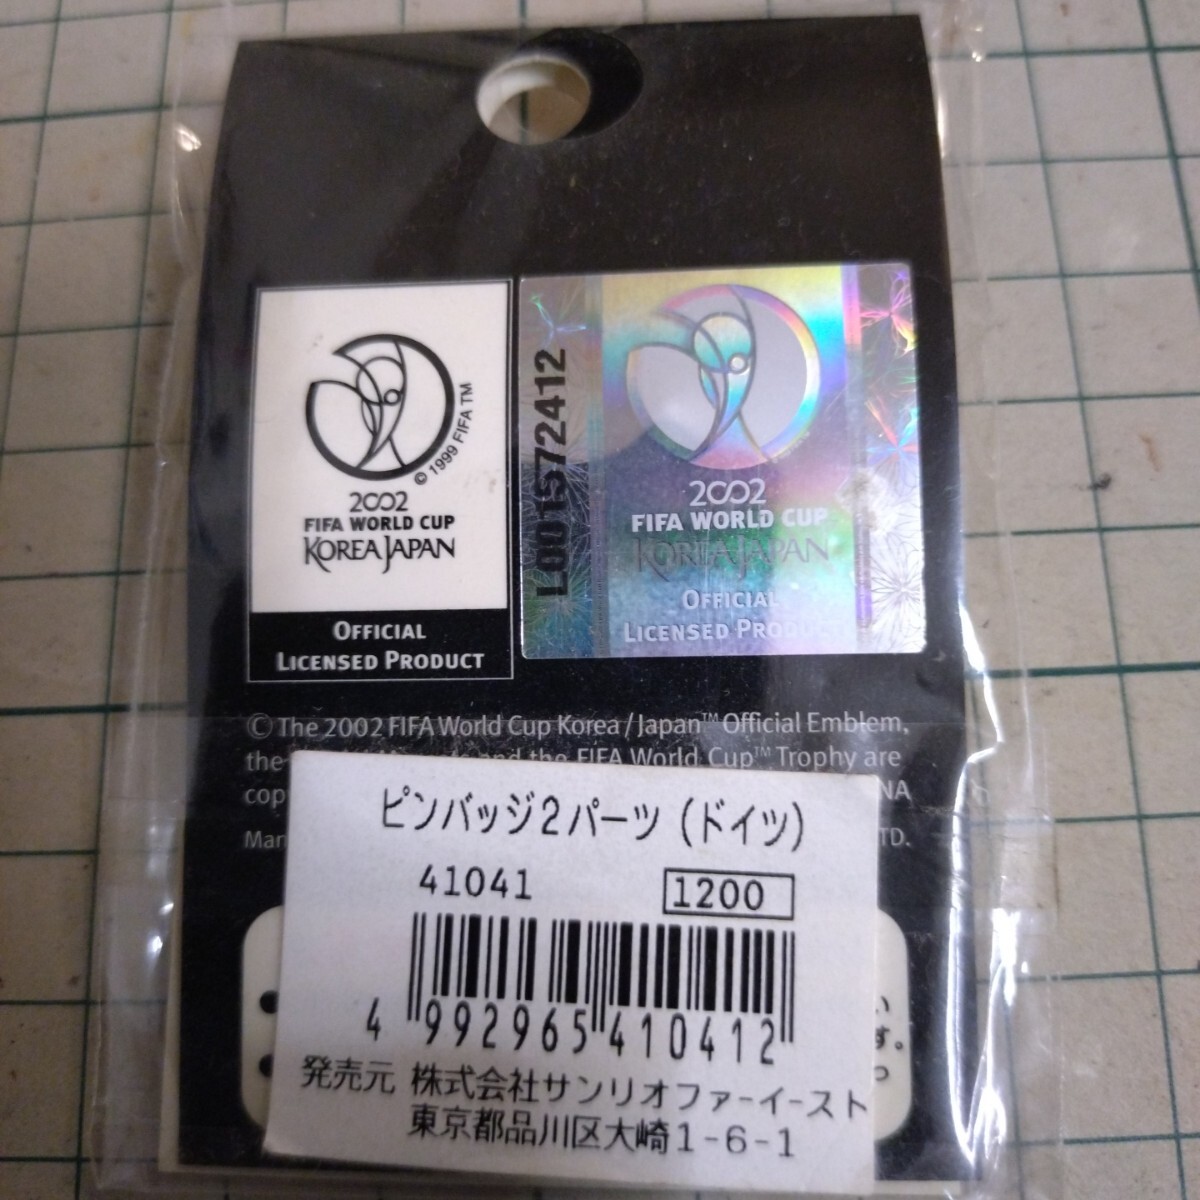 © 1999 FIFA TM
2002
FIFA WORLD CUP
KOREA JAPAN
OFFICIAL
LICENSED PRODUCT
L001572412
2002
FIFA WORLD CUP
KOREA JAPAN
OFFICIAL
LICENSED PRODUCT
© The 2002 FIFA World Cup Korea / Japan™ Official Emblem,
the and the FIFA World Cup™ Trophy are
ピンバッジ2パーツ (ドイツ)
41041 1200
4 992965 410412
発売元 株式会社サンリオファーイースト
東京都品川区大崎1-6-1